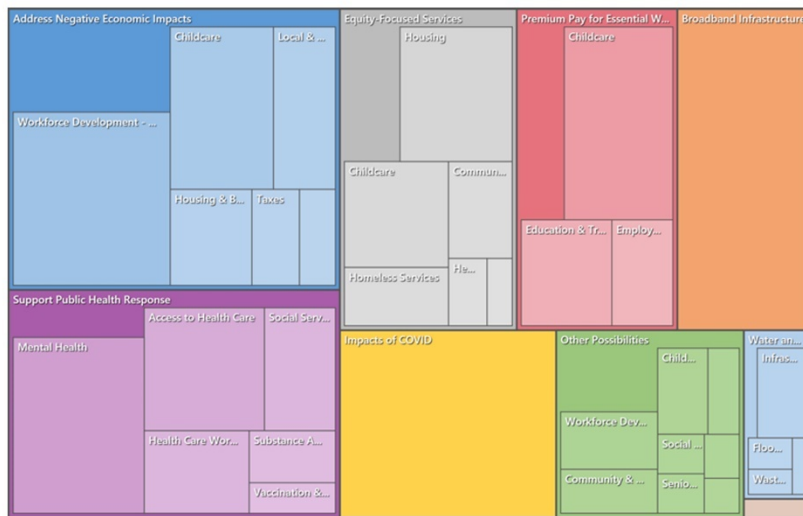 Address Negative Economic Impacts
Childcare
Local & ...
Workforce Development - ...
Housing & B...
Taxes
Equity-Focused Services
Housing
Childcare
Commun...
Homeless Services
He...
Premium Pay for Essential W...
Childcare
Education & Tr...
Employ...
Broadband Infrastructure
Support Public Health Response
Access to Health Care
Social Serv...
Mental Health
Health Care Wor...
Substance A...
Vaccination &...
Impacts of COVID
Other Possibilities
Child...
Workforce Dev...
Social ...
Community & ...
Senio...
Water an...
Infras...
Floo...
Wast...